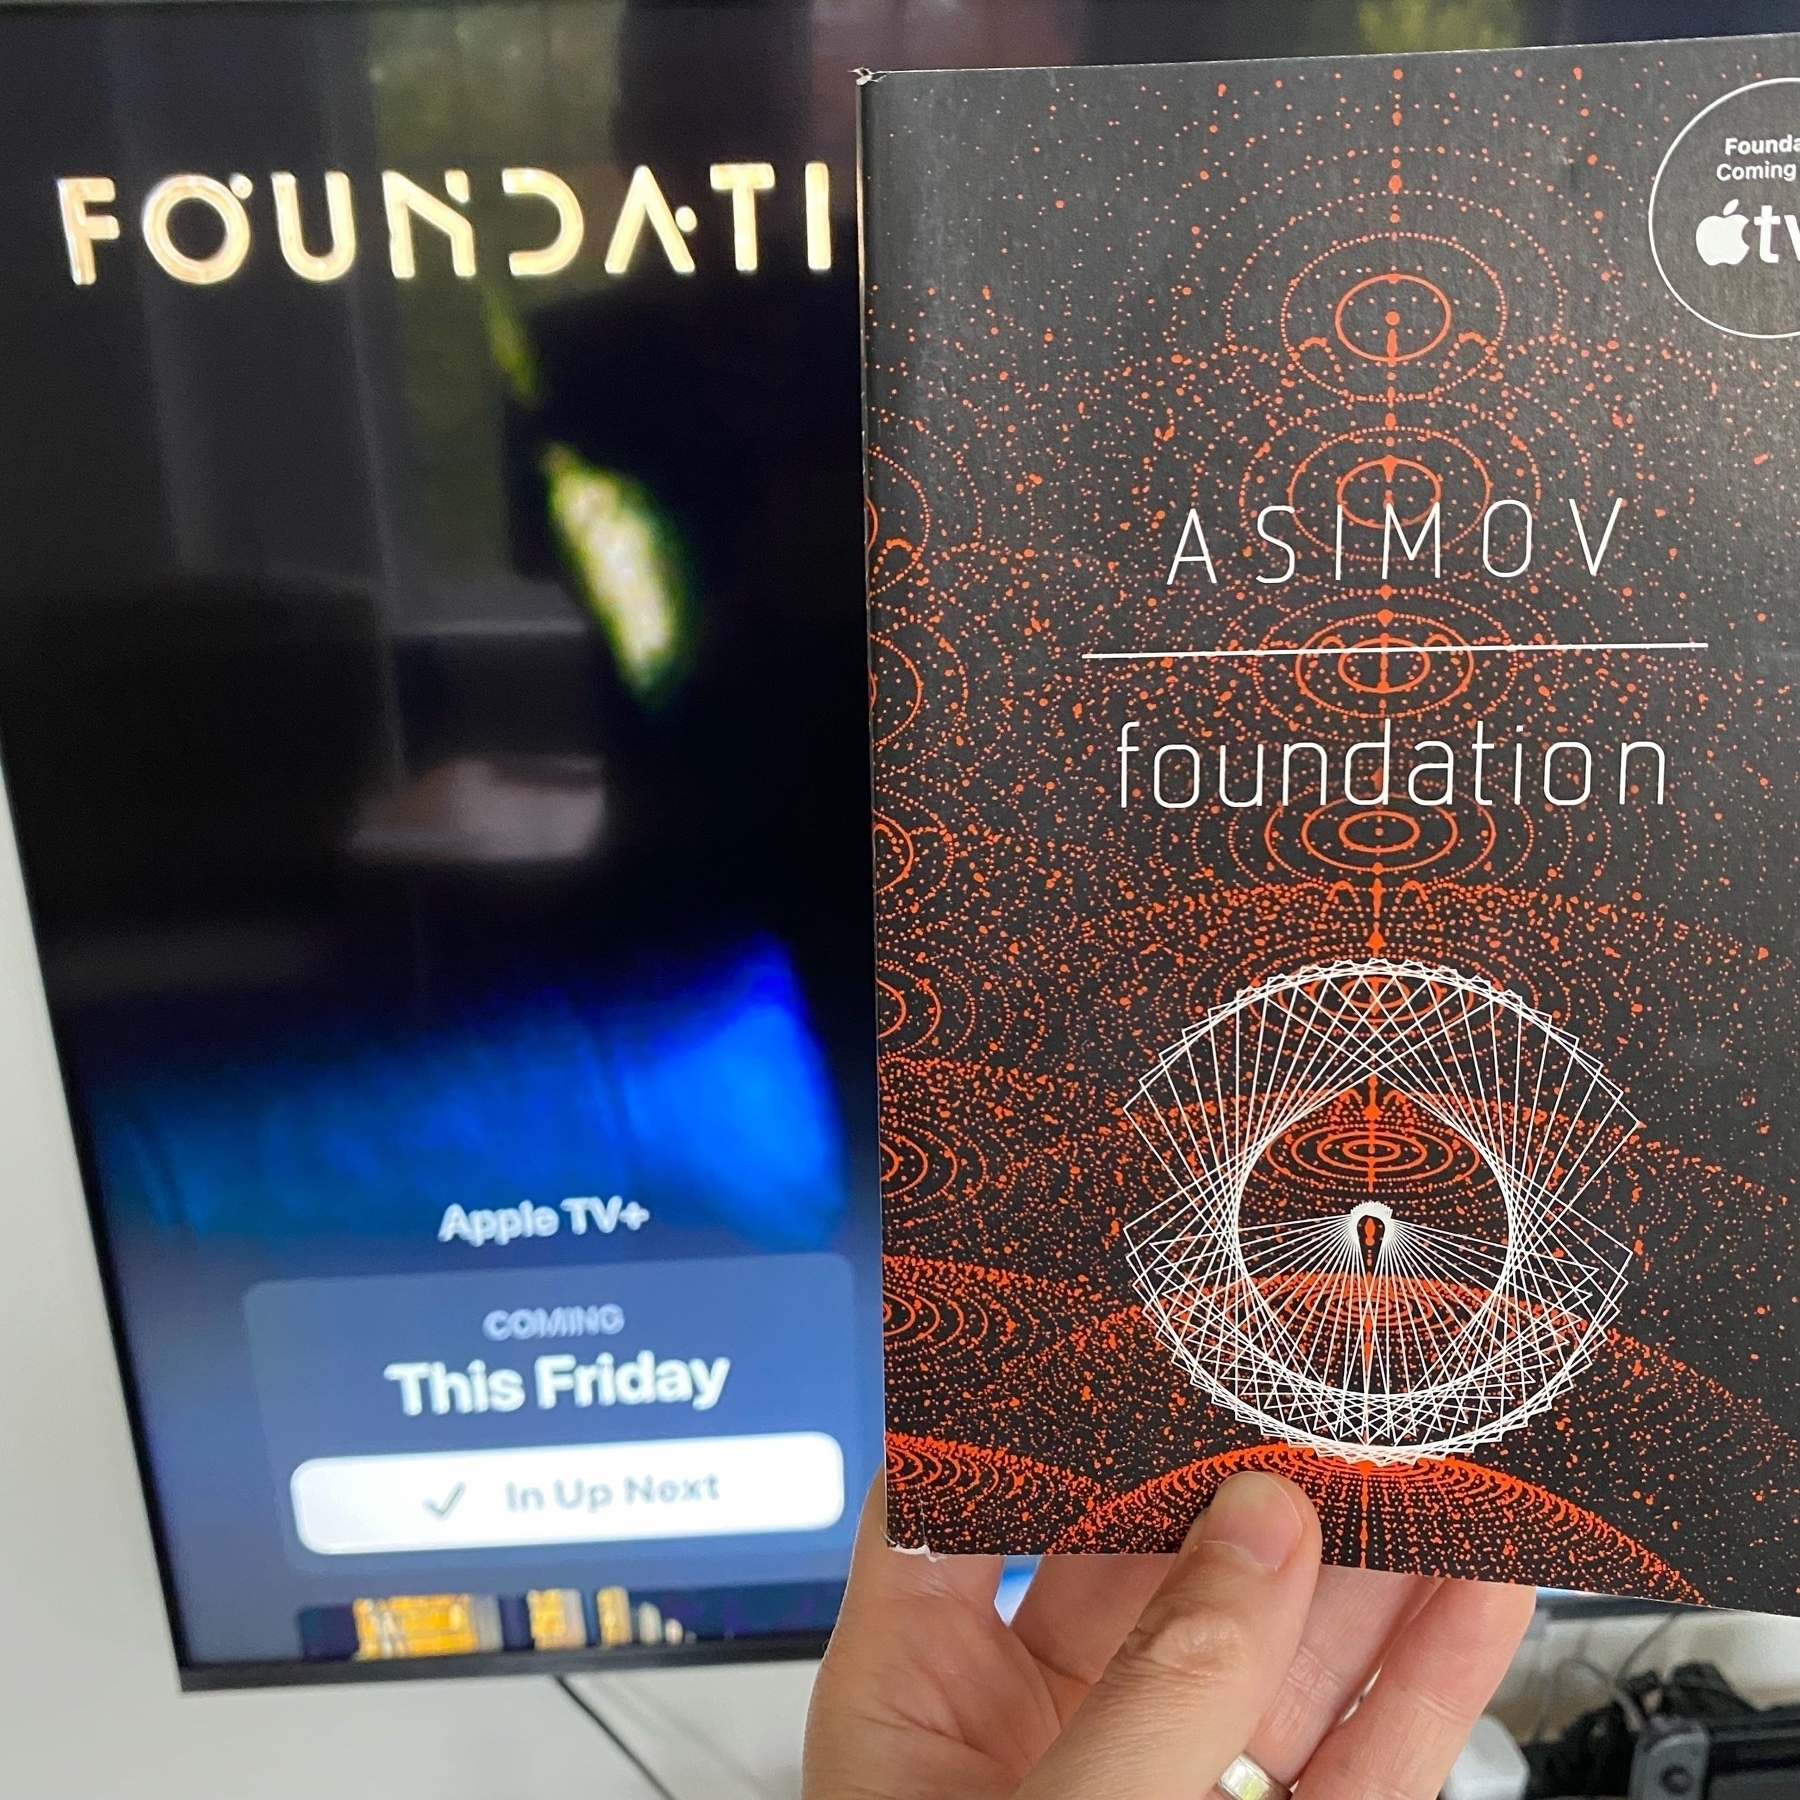 FOUNDATI
Apple TV+
COMING
This Friday
In Up Next
Founda
Coming
tv
ASIMOV
foundation